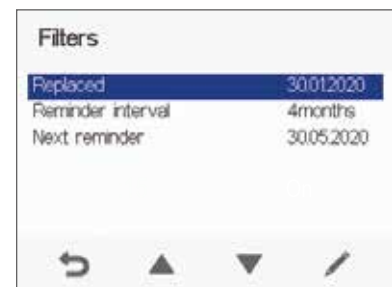 Filters
Replaced 30.01.2020
Reminder interval 4months
Next reminder 30.05.2020